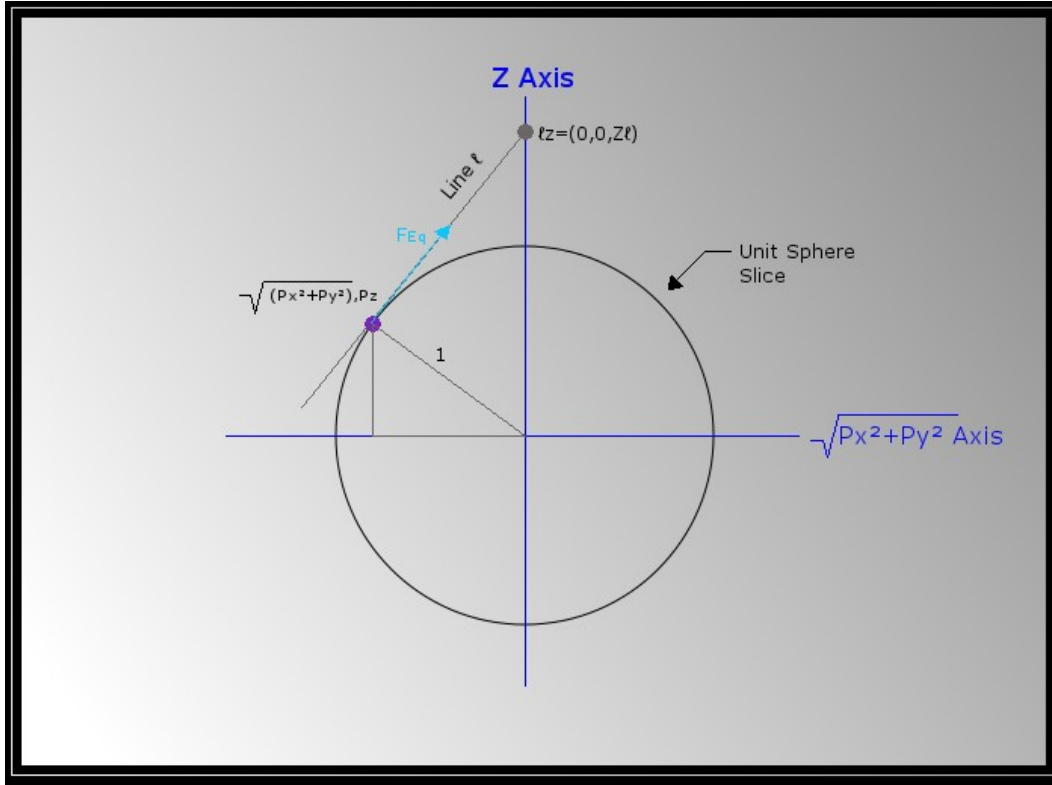 Z Axis
ℓz=(0,0,Zℓ)
Line ℓ
FEq
Unit Sphere
Slice
√(Px²+Py²),Pz
1
√Px²+Py² Axis